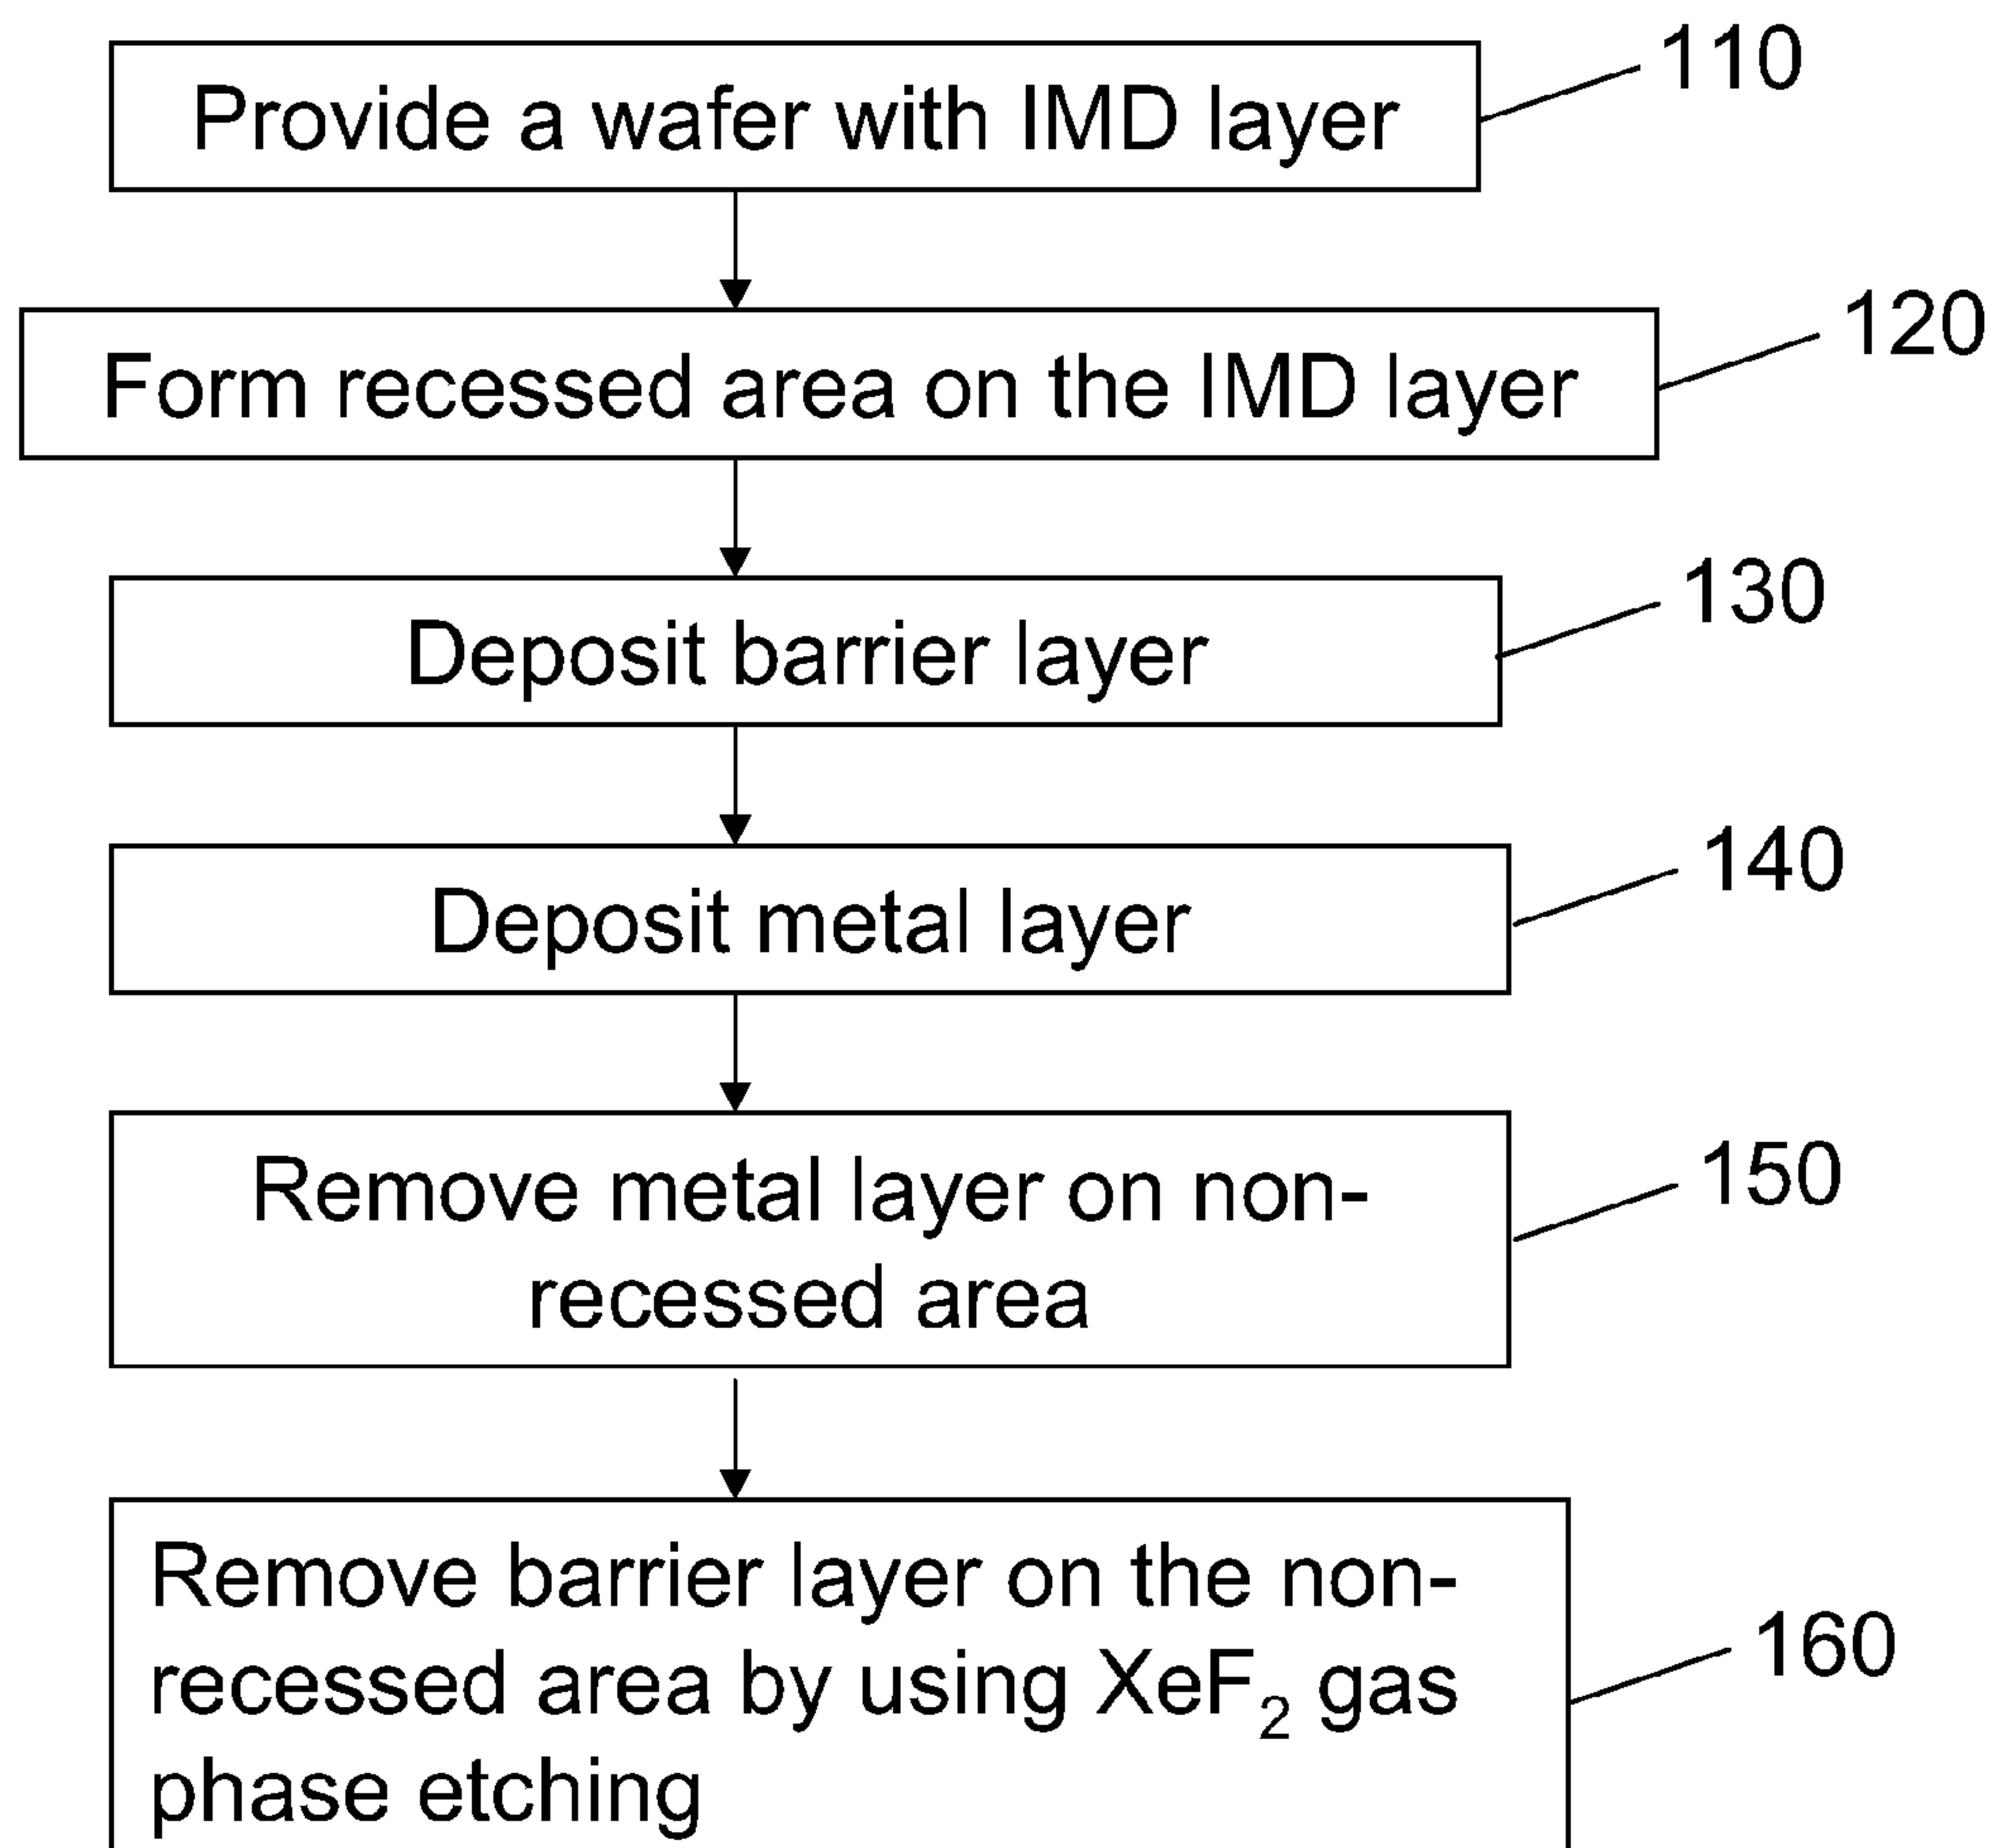 Provide a wafer with IMD layer
110
Form recessed area on the IMD layer
120
Deposit barrier layer
130
Deposit metal layer
140
Remove metal layer on non-
recessed area
150
Remove barrier layer on the non-
recessed area by using XeF₂ gas
phase etching
160